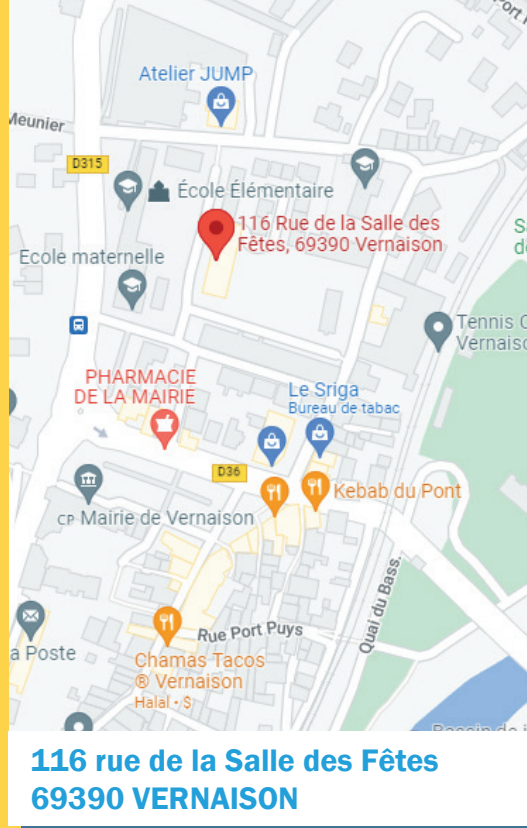 Atelier JUMP
Meunier
D315
École Élémentaire
116 Rue de la Salle des
Fêtes, 69390 Vernaison
Ecole maternelle
Tennis C
Vernaiso
PHARMACIE
DE LA MAIRIE
Le Sriga
Bureau de tabac
D36
Kebab du Pont
CP Mairie de Vernaison
Quai du Bass.
Rue Port Puys
a Poste
Chamas Tacos
® Vernaison
Halal • $
116 rue de la Salle des Fêtes
69390 VERNAISON